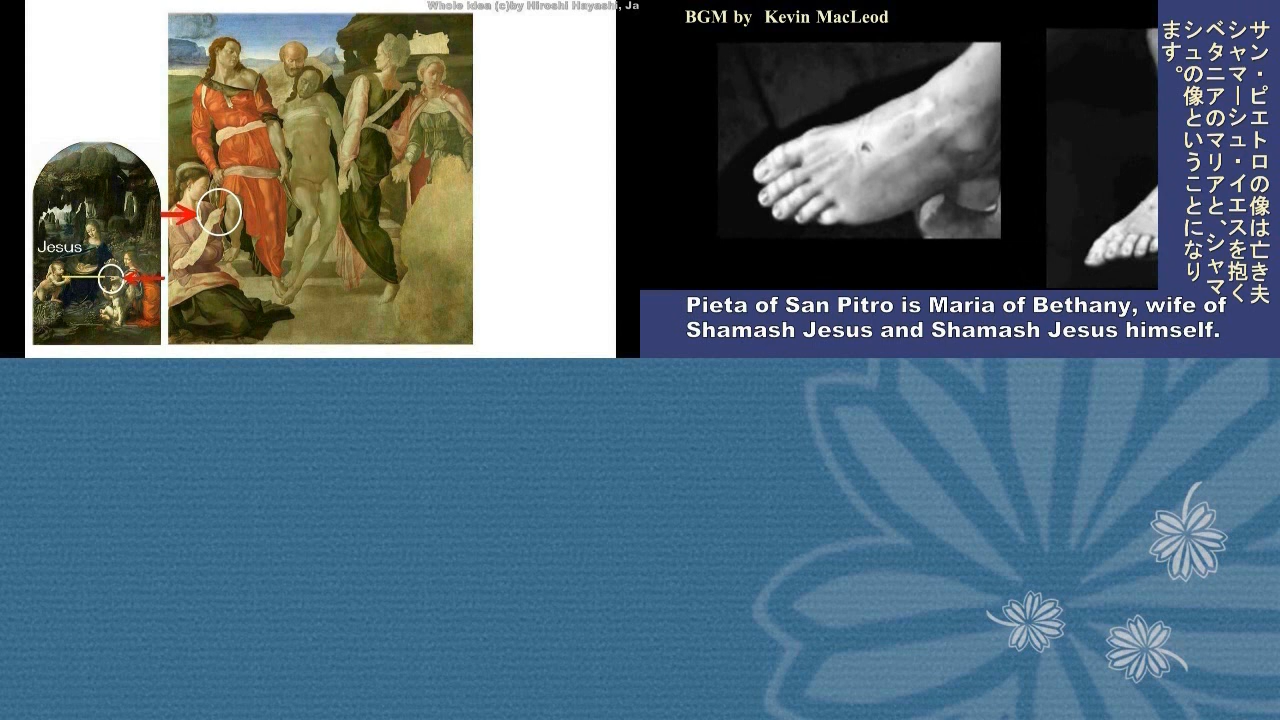 Whole Idea (c)by Hiroshi Hayashi, Ja
Jesus
BGM by Kevin MacLeod
サン・ピエトロの像は亡き夫
シャマーシュ・イエスを抱く
ベタニアのマリアと、シャマ
シュの像ということになり
ます。
Pieta of San Pitro is Maria of Bethany, wife of
Shamash Jesus and Shamash Jesus himself.